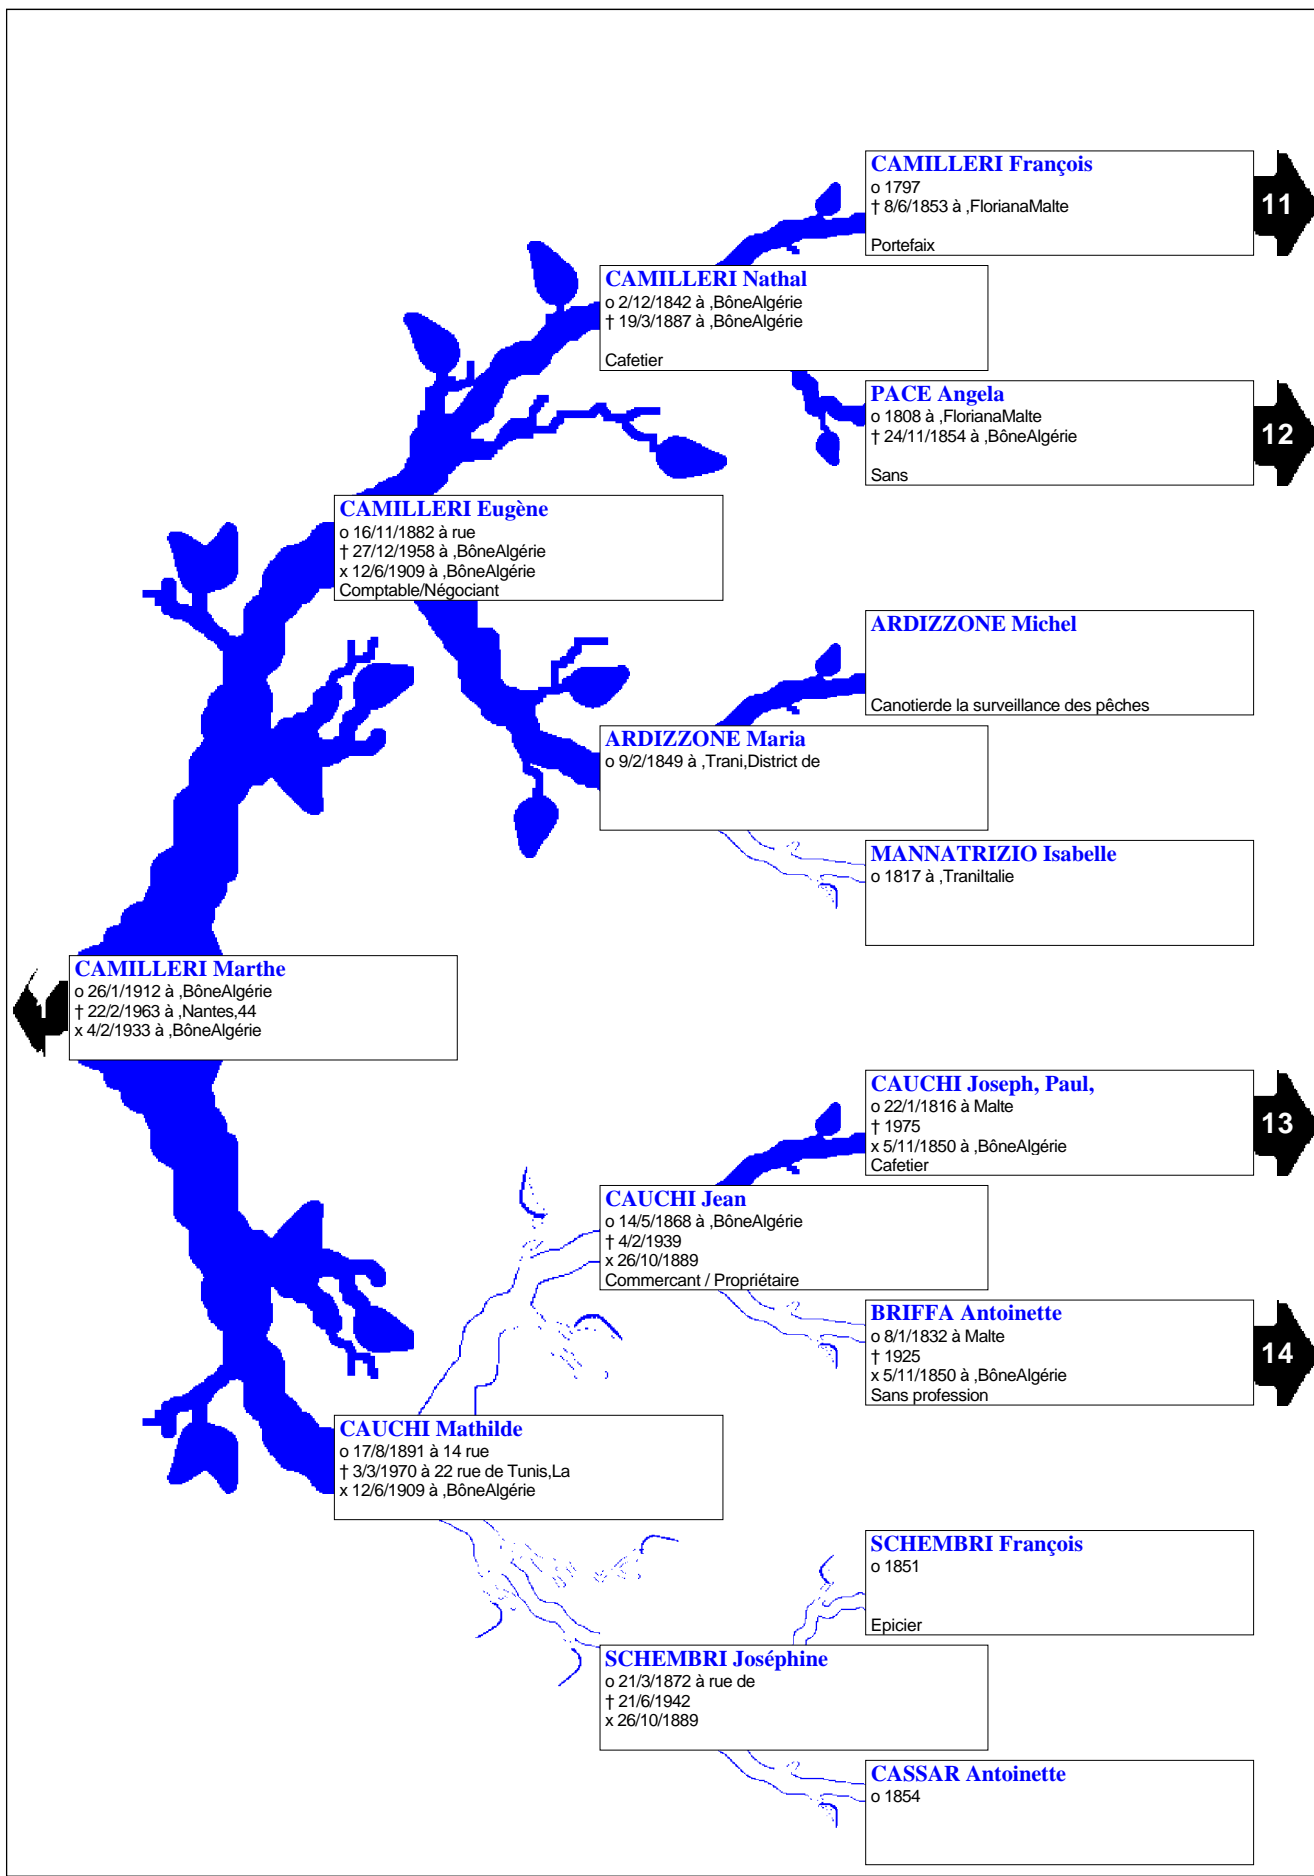 CAMILLERI François
o 1797
† 8/6/1853 à ,FlorianaMalte
Portefaix
11
CAMILLERI Nathal
o 2/12/1842 à ,BôneAlgérie
† 19/3/1887 à ,BôneAlgérie
Cafetier
PACE Angela
o 1808 à ,FlorianaMalte
† 24/11/1854 à ,BôneAlgérie
Sans
12
CAMILLERI Eugène
o 16/11/1882 à rue
† 27/12/1958 à ,BôneAlgérie
x 12/6/1909 à ,BôneAlgérie
Comptable/Négociant
ARDIZZONE Michel
Canotierde la surveillance des pêches
ARDIZZONE Maria
o 9/2/1849 à ,Trani,District de
MANNATRIZIO Isabelle
o 1817 à ,TraniItalie
CAMILLERI Marthe
o 26/1/1912 à ,BôneAlgérie
† 22/2/1963 à ,Nantes,44
x 4/2/1933 à ,BôneAlgérie
CAUCHI Joseph, Paul,
o 22/1/1816 à Malte
† 1975
x 5/11/1850 à ,BôneAlgérie
Cafetier
13
CAUCHI Jean
o 14/5/1868 à ,BôneAlgérie
† 4/2/1939
x 26/10/1889
Commercant / Propriétaire
BRIFFA Antoinette
o 8/1/1832 à Malte
† 1925
x 5/11/1850 à ,BôneAlgérie
Sans profession
14
CAUCHI Mathilde
o 17/8/1891 à 14 rue
† 3/3/1970 à 22 rue de Tunis,La
x 12/6/1909 à ,BôneAlgérie
SCHEMBRI François
o 1851
Epicier
SCHEMBRI Joséphine
o 21/3/1872 à rue de
† 21/6/1942
x 26/10/1889
CASSAR Antoinette
o 1854